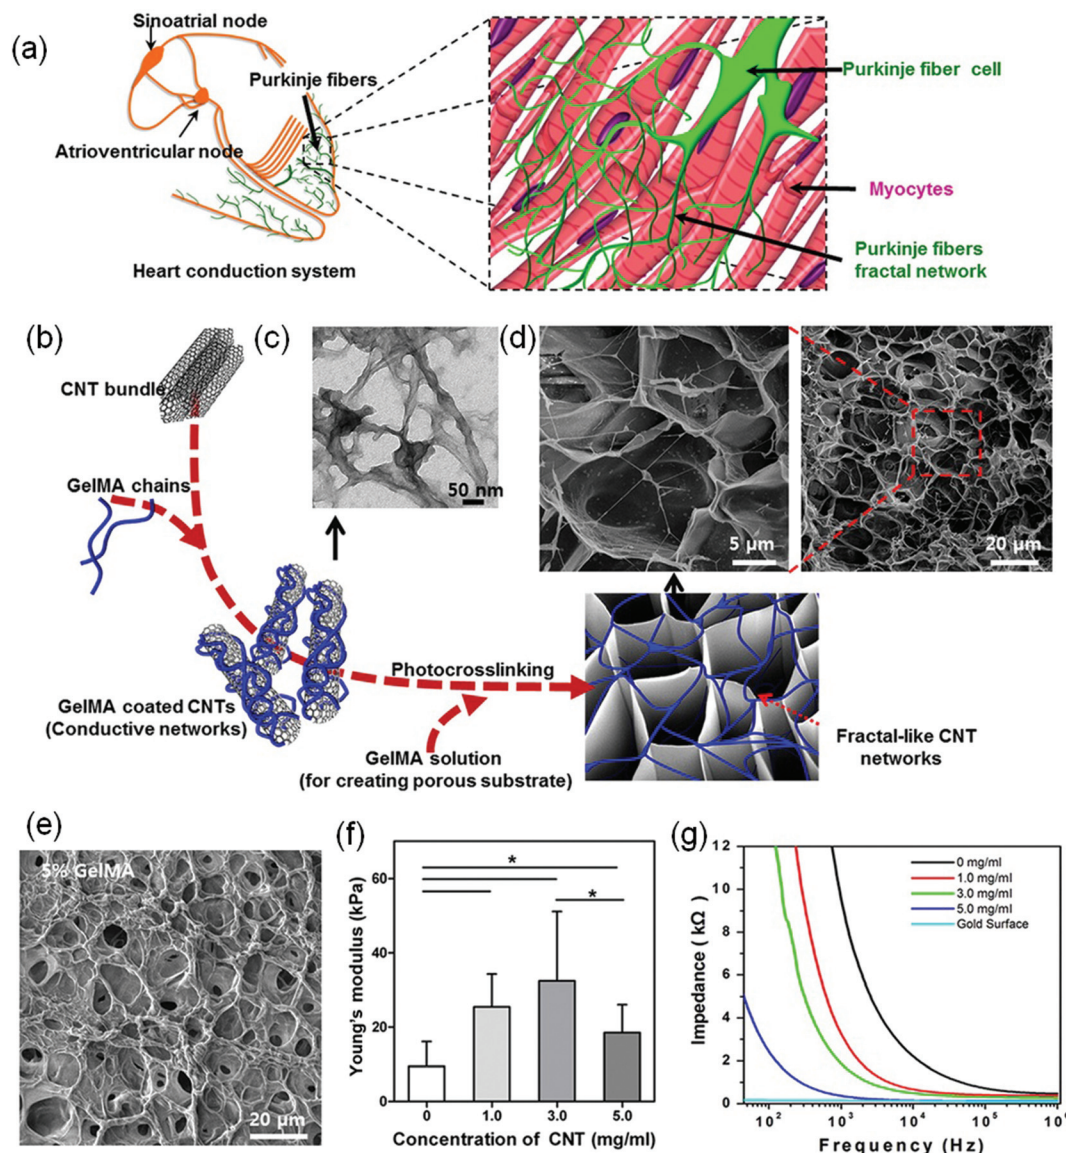 (a)
Sinoatrial node
Purkinje fibers
Atrioventricular node
Heart conduction system
Purkinje fiber cell
Myocytes
Purkinje fibers
fractal network
(b)
CNT bundle
GelMA chains
GelMA coated CNTs
(Conductive networks)
(c)
50 nm
(d)
5 µm
20 µm
Photocrosslinking
GelMA solution
(for creating porous substrate)
Fractal-like CNT
networks
(e)
5% GelMA
20 µm
(f)
Young's modulus (kPa)
60
40
20
0
*
*
0
1.0
3.0
5.0
Concentration of CNT (mg/ml)
(g)
Impedance ( kΩ)
12
10
8
6
4
2
0
0 mg/ml
1.0 mg/ml
3.0 mg/ml
5.0 mg/ml
Gold Surface
10²
10³
10⁴
10⁵
10⁶
Frequency (Hz)